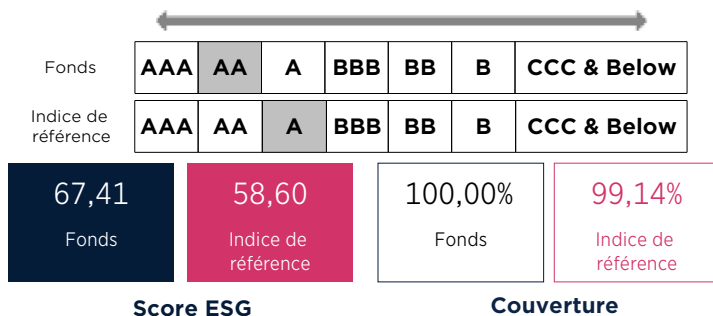 Fonds AAA AA A BBB BB B CCC & Below
Indice de
référence AAA AA A BBB BB B CCC & Below
67,41 58,60 100,00% 99,14%
Fonds Indice de Fonds Indice de
référence référence
Score ESG Couverture